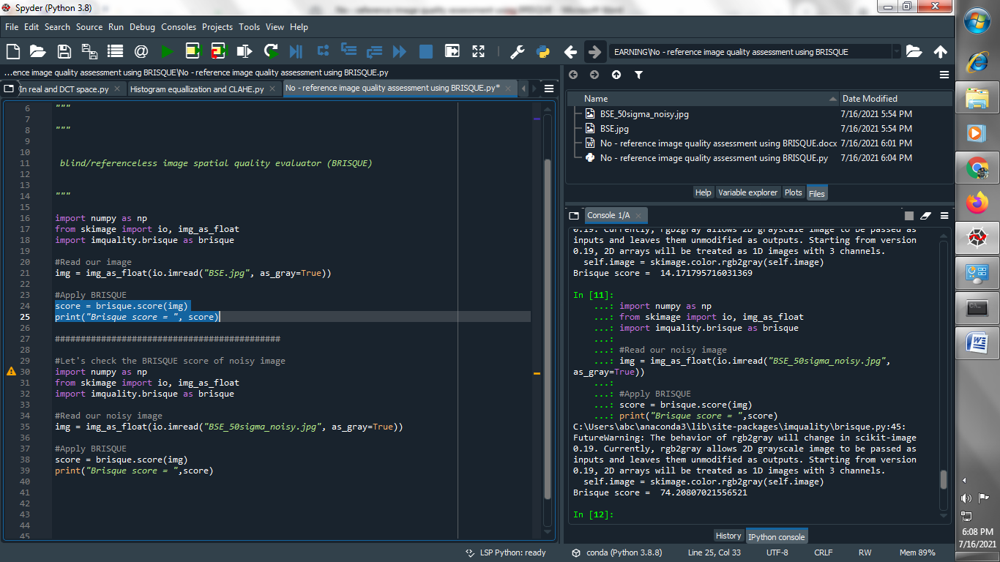 Spyder (Python 3.8)
File Edit Search Source Run Debug Consoles Projects Tools View Help
EARNING\No - reference image quality assessment using BRISQUE
...ence image quality assessment using BRISQUE\No - reference image quality assessment using BRISQUE.py
In real and DCT space.py
Histogram equallization and CLAHE.py
No - reference image quality assessment using BRISQUE.py*
6 """
7
8 """
9
10
11 blind/referenceless image spatial quality evaluator (BRISQUE)
12
13
14 """
15
16 import numpy as np
17 from skimage import io, img_as_float
18 import imquality.brisque as brisque
19
20 #Read our image
21 img = img_as_float(io.imread("BSE.jpg", as_gray=True))
22
23 #Apply BRISQUE
24 score = brisque.score(img)
25 print("Brisque score = ", score)
26
27 ############################################
28
29 #Let's check the BRISQUE score of noisy image
30 import numpy as np
31 from skimage import io, img_as_float
32 import imquality.brisque as brisque
33
34 #Read our noisy image
35 img = img_as_float(io.imread("BSE_50sigma_noisy.jpg", as_gray=True))
36
37 #Apply BRISQUE
38 score = brisque.score(img)
39 print("Brisque score = ",score)
40
41
42
43
44
45
Name Date Modified
BSE_50sigma_noisy.jpg 7/16/2021 5:54 PM
BSE.jpg 7/16/2021 5:54 PM
No - reference image quality assessment using BRISQUE.docx 7/16/2021 6:01 PM
No - reference image quality assessment using BRISQUE.py 7/16/2021 6:04 PM
Help Variable explorer Plots Files
Console 1/A
0.19. Currently, rgb2gray allows 2D grayscale image to be passed as
inputs and leaves them unmodified as outputs. Starting from version
0.19, 2D arrays will be treated as 1D images with 3 channels.
self.image = skimage.color.rgb2gray(self.image)
Brisque score = 14.171795716031369
In [11]:
...: import numpy as np
...: from skimage import io, img_as_float
...: import imquality.brisque as brisque
...:
...: #Read our noisy image
...: img = img_as_float(io.imread("BSE_50sigma_noisy.jpg",
as_gray=True))
...:
...: #Apply BRISQUE
...: score = brisque.score(img)
...: print("Brisque score = ",score)
C:\Users\abc\anaconda3\lib\site-packages\imquality\brisque.py:45:
FutureWarning: The behavior of rgb2gray will change in scikit-image
0.19. Currently, rgb2gray allows 2D grayscale image to be passed as
inputs and leaves them unmodified as outputs. Starting from version
0.19, 2D arrays will be treated as 1D images with 3 channels.
self.image = skimage.color.rgb2gray(self.image)
Brisque score = 74.20807021556521
In [12]:
History IPython console
LSP Python: ready conda (Python 3.8.8) Line 25, Col 33 UTF-8 CRLF RW Mem 89%
6:08 PM
7/16/2021